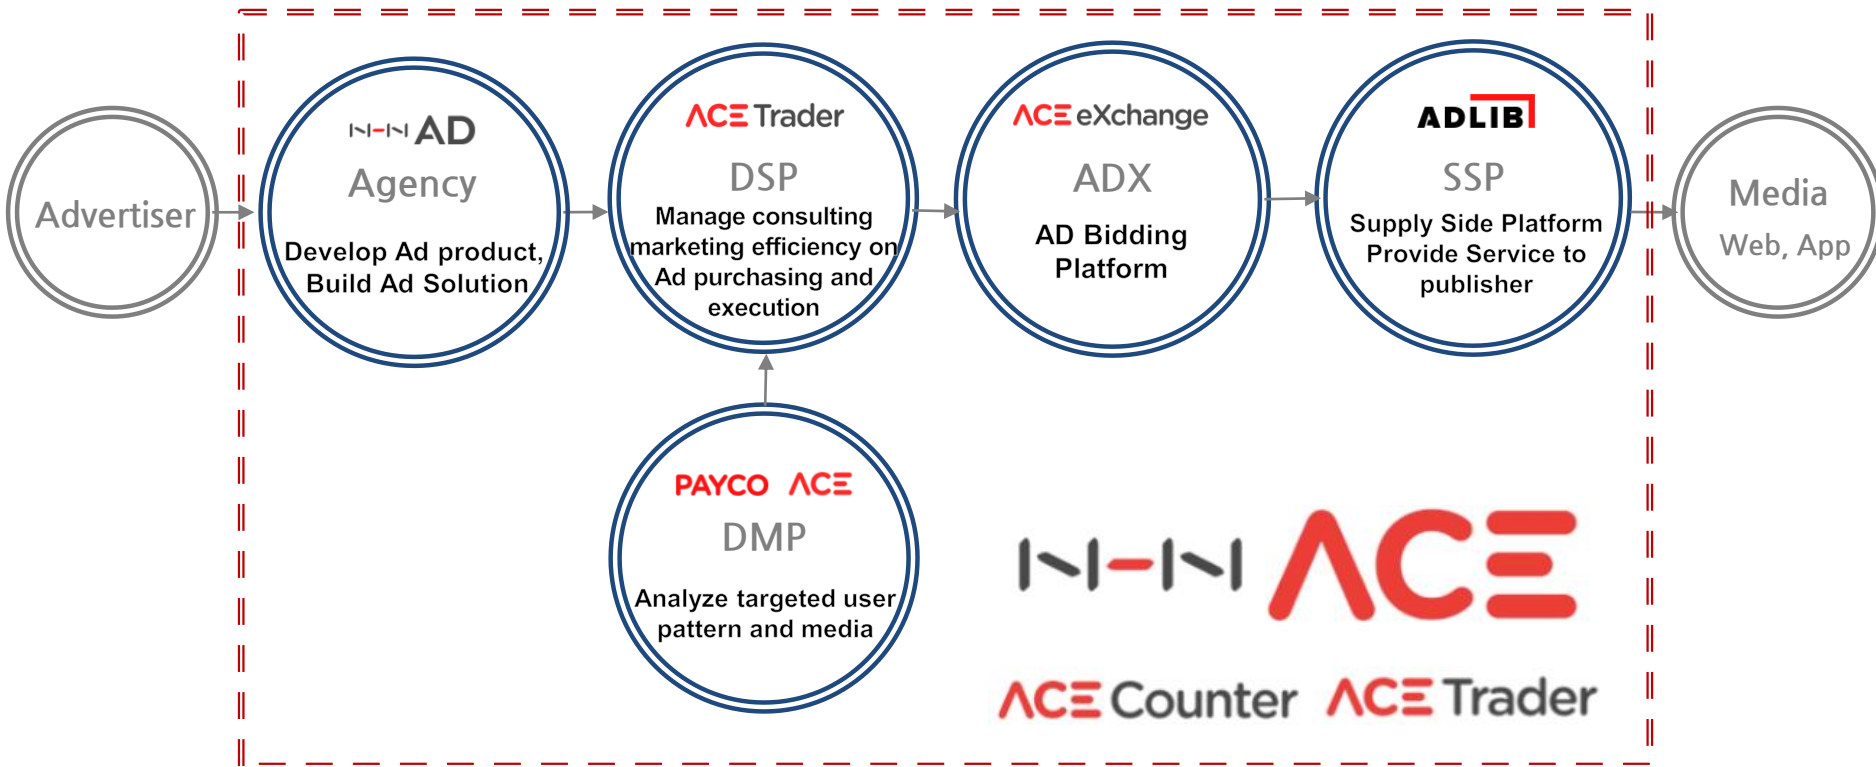 Advertiser
NHN AD
Agency
Develop Ad product,
Build Ad Solution
ACE Trader
DSP
Manage consulting
marketing efficiency on
Ad purchasing and
execution
ACE eXchange
ADX
AD Bidding
Platform
ADLIB
SSP
Supply Side Platform
Provide Service to
publisher
Media
Web, App
PAYCO ACE
DMP
Analyze targeted user
pattern and media
NHN ACE
ACE Counter ACE Trader